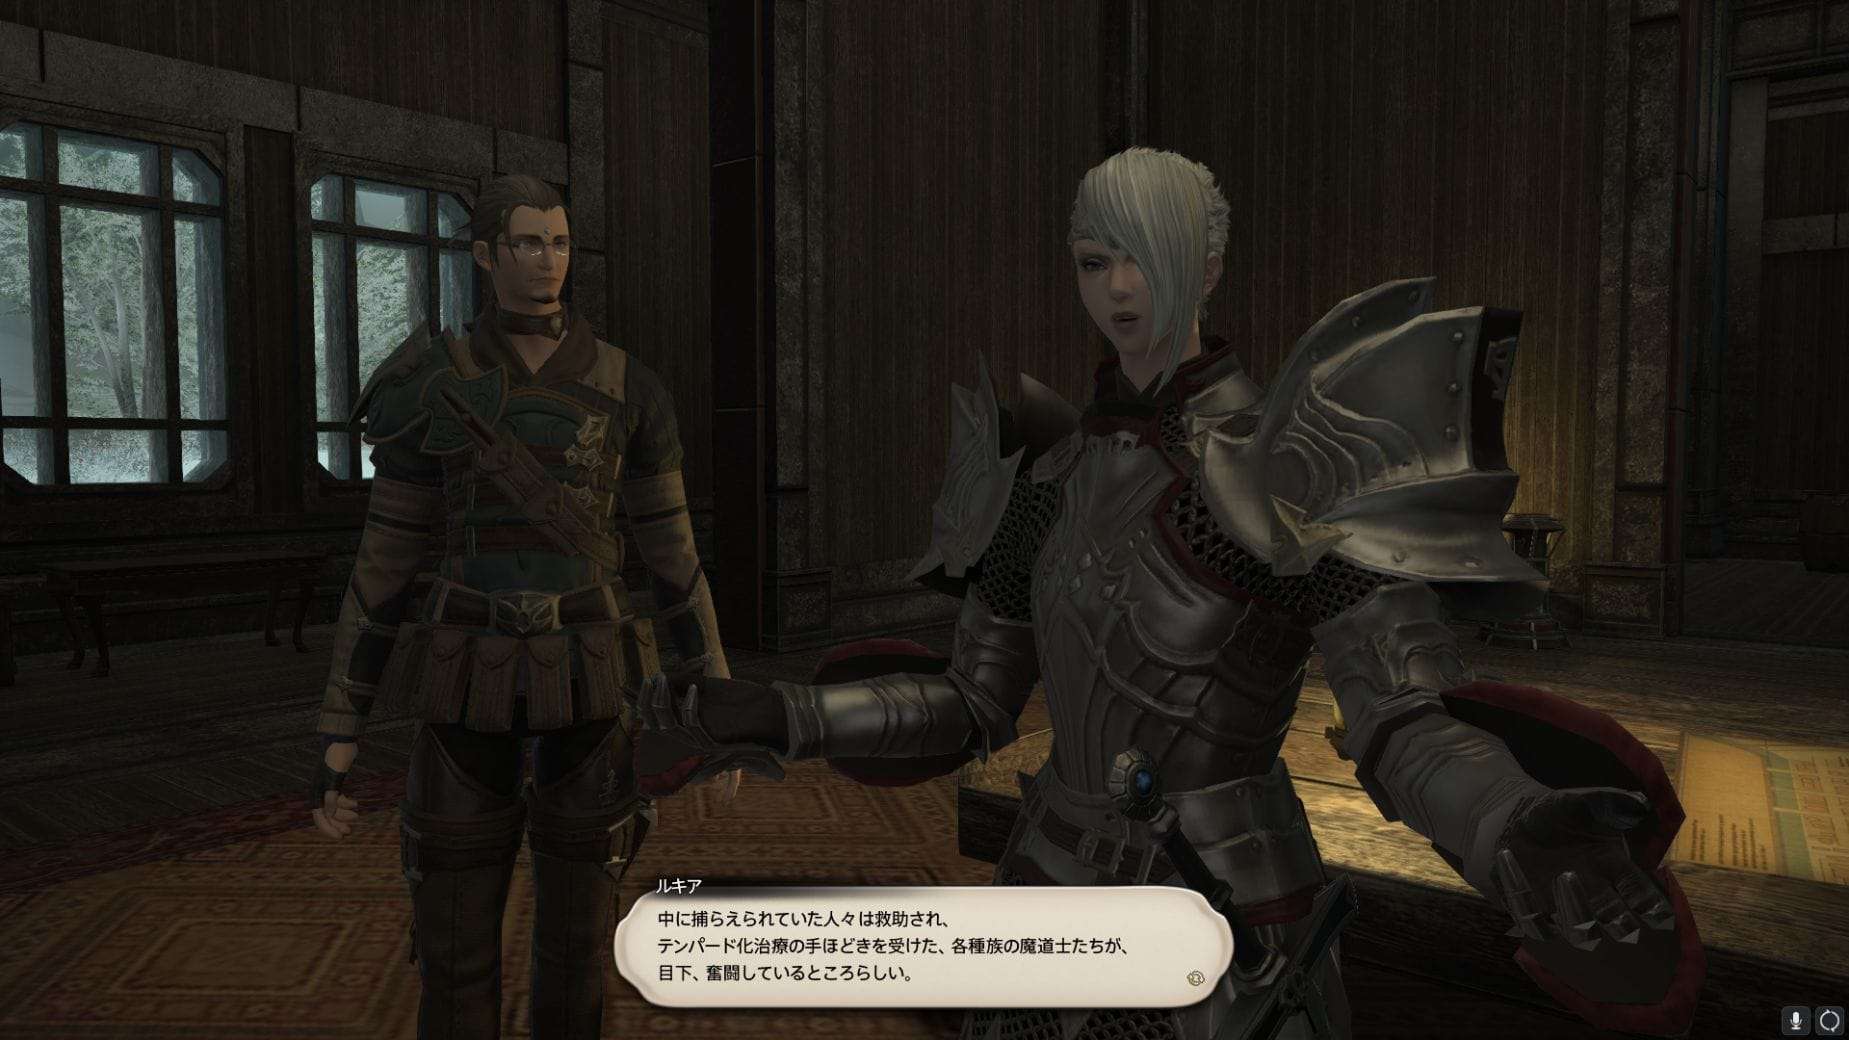 ルキア
中に捕らえられていた人々は救助され、
テンパード化治療の手ほどきを受けた、各種族の魔道士たちが、
目下、奮闘しているところらしい。